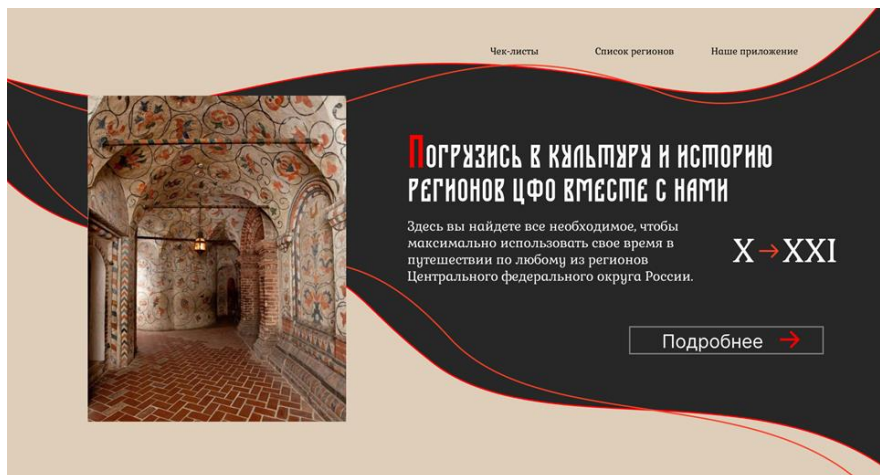 Чек-листы
Список регионов
Наше приложение
Погрузись в культуру и историю
регионов ЦФО вместе с нами
Здесь вы найдете все необходимое, чтобы
максимально использовать свое время в
путешествии по любому из регионов
Центрального федерального округа России.
X→XXI
Подробнее →